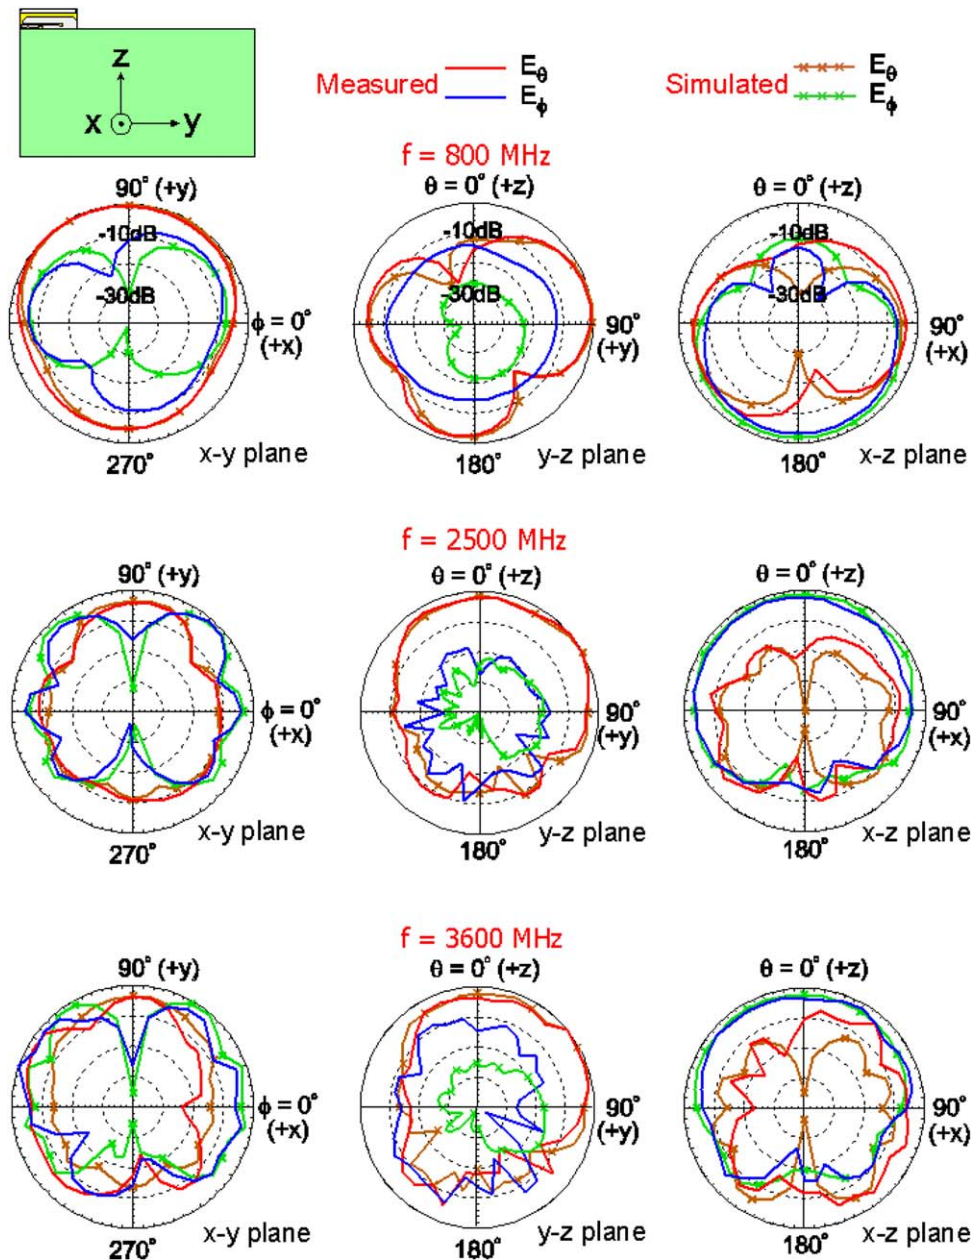 z
x y
Measured Eθ
Eϕ
Simulated Eθ
Eϕ
f = 800 MHz
90° (+y)
-10dB
-30dB
ϕ = 0°
(+x)
270°
x-y plane
θ = 0° (+z)
-10dB
-30dB
90°
(+y)
180°
y-z plane
θ = 0° (+z)
-10dB
-30dB
90°
(+x)
180°
x-z plane
f = 2500 MHz
90° (+y)
ϕ = 0°
(+x)
270°
x-y plane
θ = 0° (+z)
90°
(+y)
180°
y-z plane
θ = 0° (+z)
90°
(+x)
180°
x-z plane
f = 3600 MHz
90° (+y)
ϕ = 0°
(+x)
270°
x-y plane
θ = 0° (+z)
90°
(+y)
180°
y-z plane
θ = 0° (+z)
90°
(+x)
180°
x-z plane